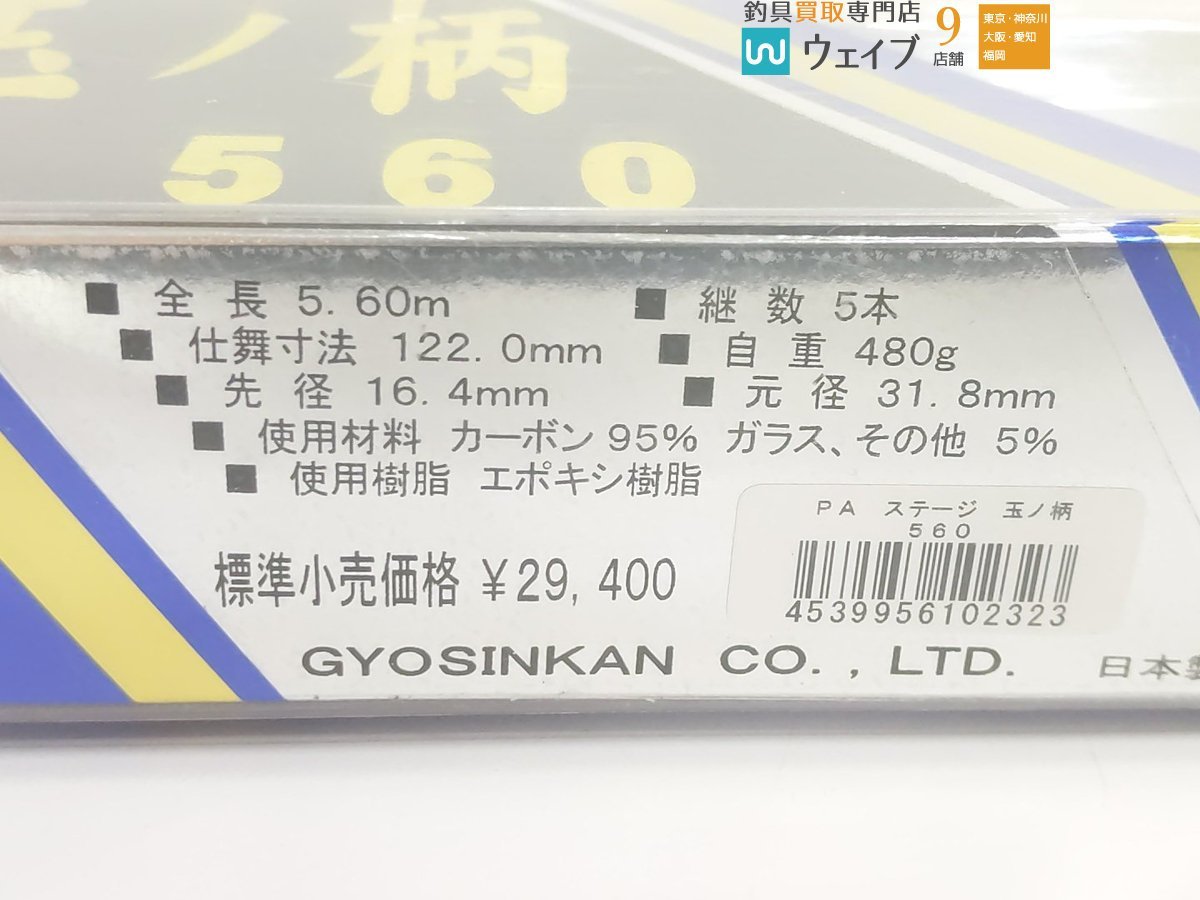 釣具買取専門店
ウェイブ
9
店舗
東京・神奈川
大阪・愛知
福岡
玉ノ柄
560
■ 全長 5.60m ■ 継数 5本
■ 仕舞寸法 122.0mm ■ 自重 480g
■ 先径 16.4mm ■ 元径 31.8mm
■ 使用材料 カーボン95% ガラス、その他 5%
■ 使用樹脂 エポキシ樹脂
PA ステージ 玉ノ柄
560
4539956102323
標準小売価格 ¥29,400
GYOSINKAN CO.,LTD. 日本製